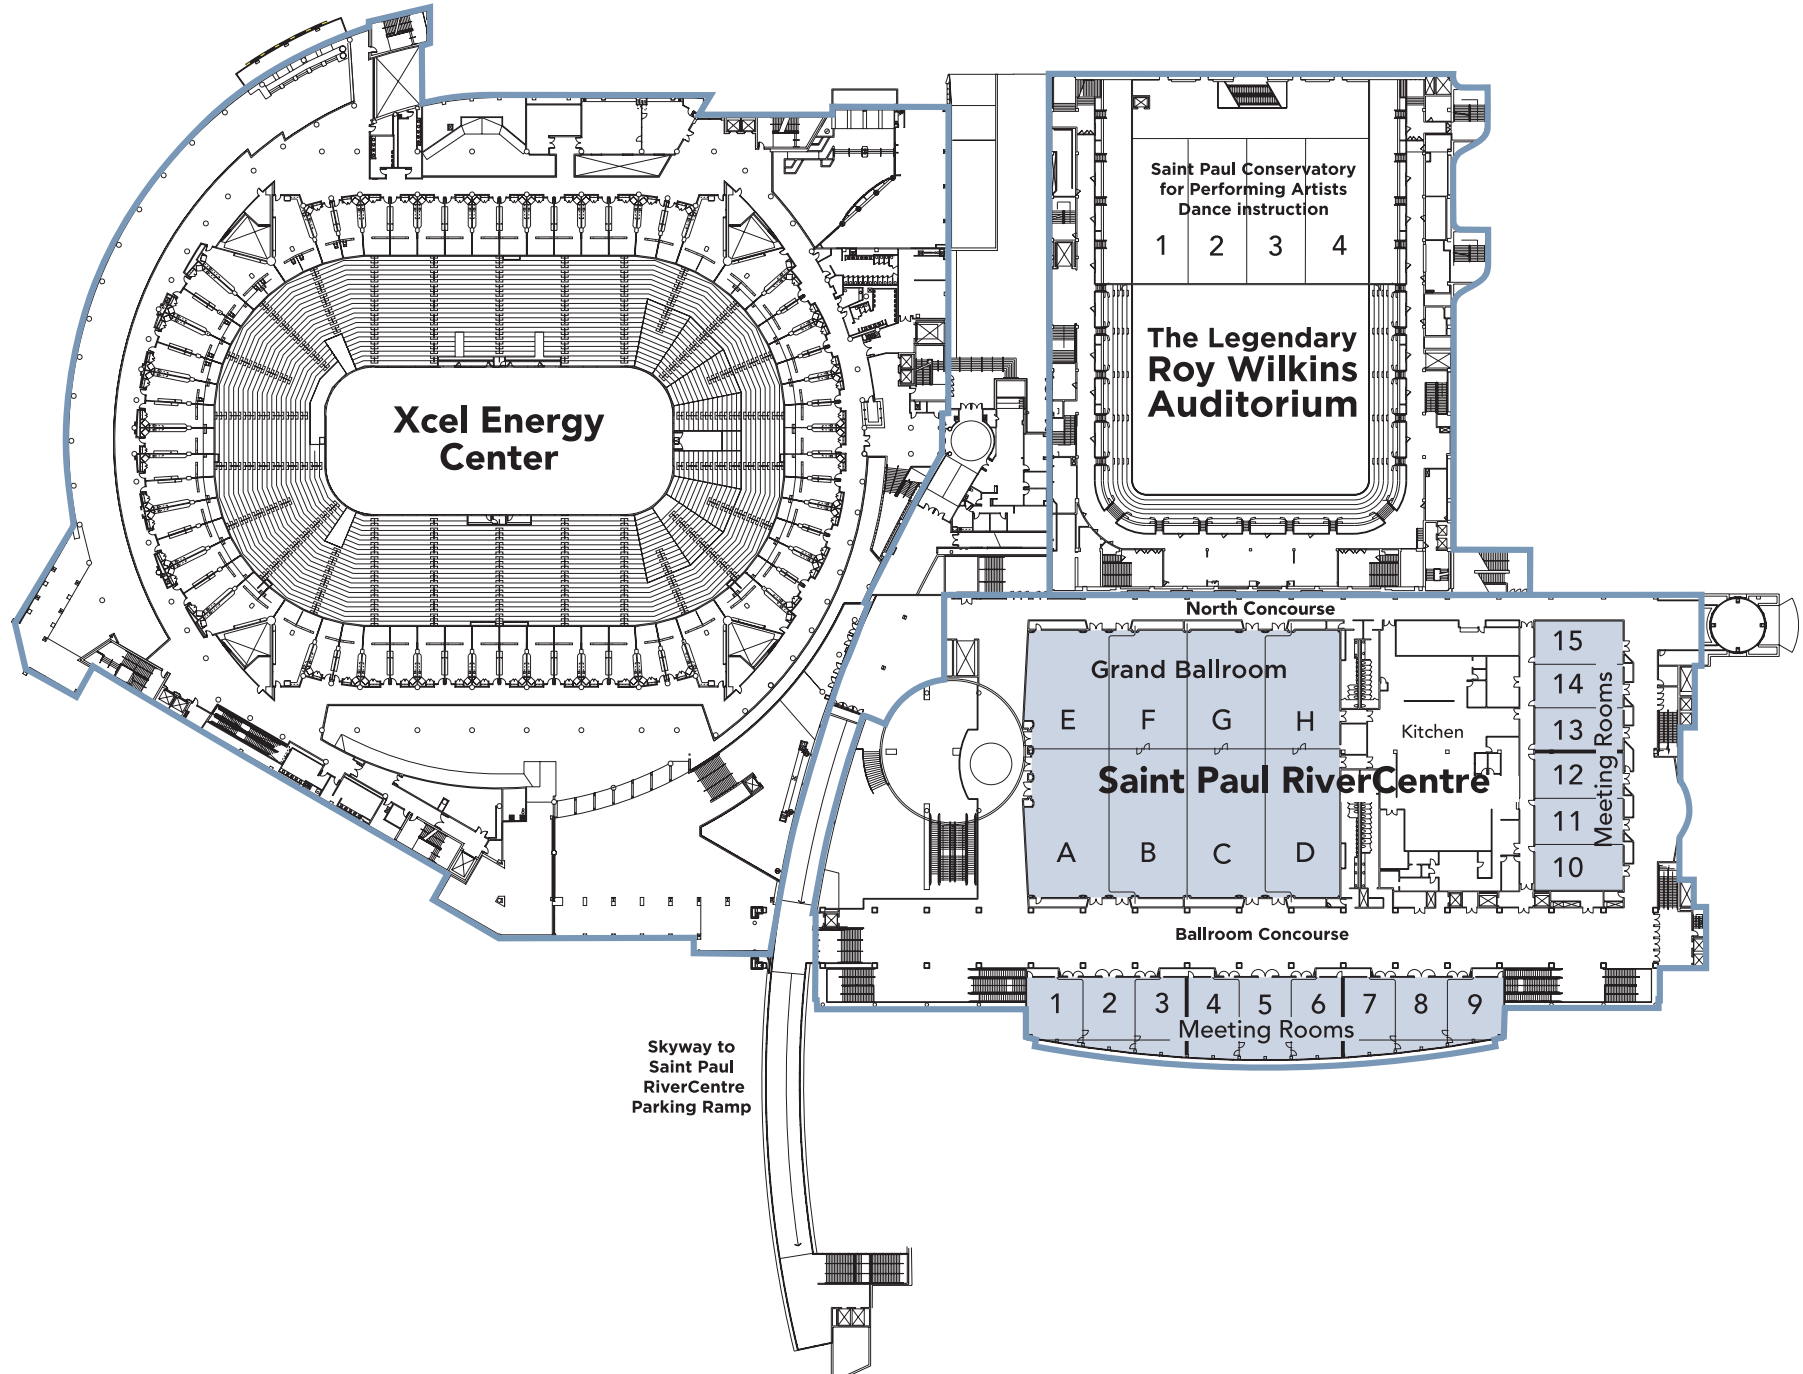 Saint Paul Conservatory
for Performing Artists
Dance instruction
1 2 3 4
The Legendary
Roy Wilkins
Auditorium
Xcel Energy
Center
North Concourse
Grand Ballroom
E F G H
Kitchen
Saint Paul RiverCentre
A B C D
15
14
13
12
11
10
Meeting Rooms
Ballroom Concourse
1 2 3 4 5 6 7 8 9
Meeting Rooms
Skyway to
Saint Paul
RiverCentre
Parking Ramp